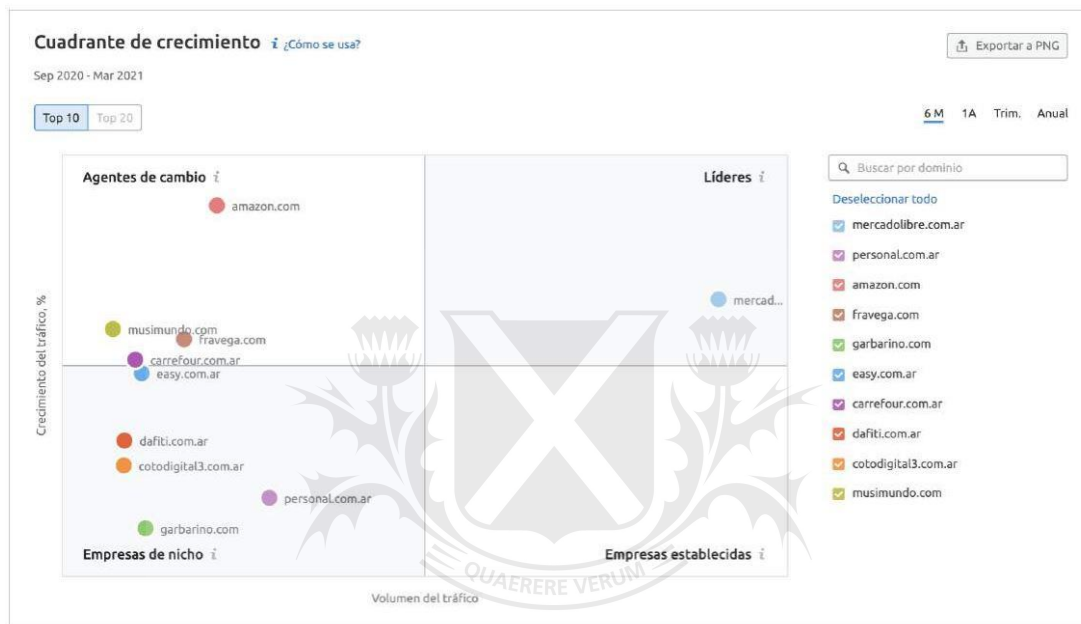 Cuadrante de crecimiento i ¿Cómo se usa?
Exportar a PNG
Sep 2020 - Mar 2021
Top 10 Top 20
6 M 1A Trim. Anual
Agentes de cambio i
Líderes i
amazon.com
mercad...
musimundo.com
fravega.com
carrefour.com.ar
easy.com.ar
dafiti.com.ar
cotodigital3.com.ar
personal.com.ar
garbarino.com
Empresas de nicho i
Empresas establecidas i
Crecimiento del tráfico, %
Volumen del tráfico
QUAERERE VERUM
Buscar por dominio
Deseleccionar todo
mercadolibre.com.ar
personal.com.ar
amazon.com
fravega.com
garbarino.com
easy.com.ar
carrefour.com.ar
dafiti.com.ar
cotodigital3.com.ar
musimundo.com